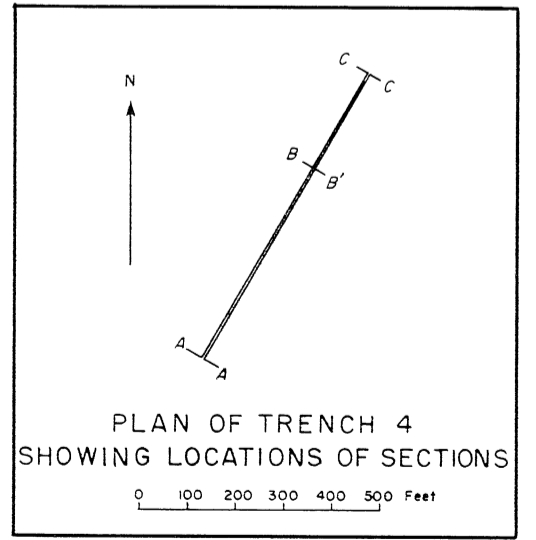 C
C
N
B
B'
A
A
PLAN OF TRENCH 4
SHOWING LOCATIONS OF SECTIONS
0 100 200 300 400 500 Feet